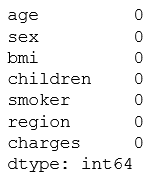 age 0
sex 0
bmi 0
children 0
smoker 0
region 0
charges 0
dtype: int64